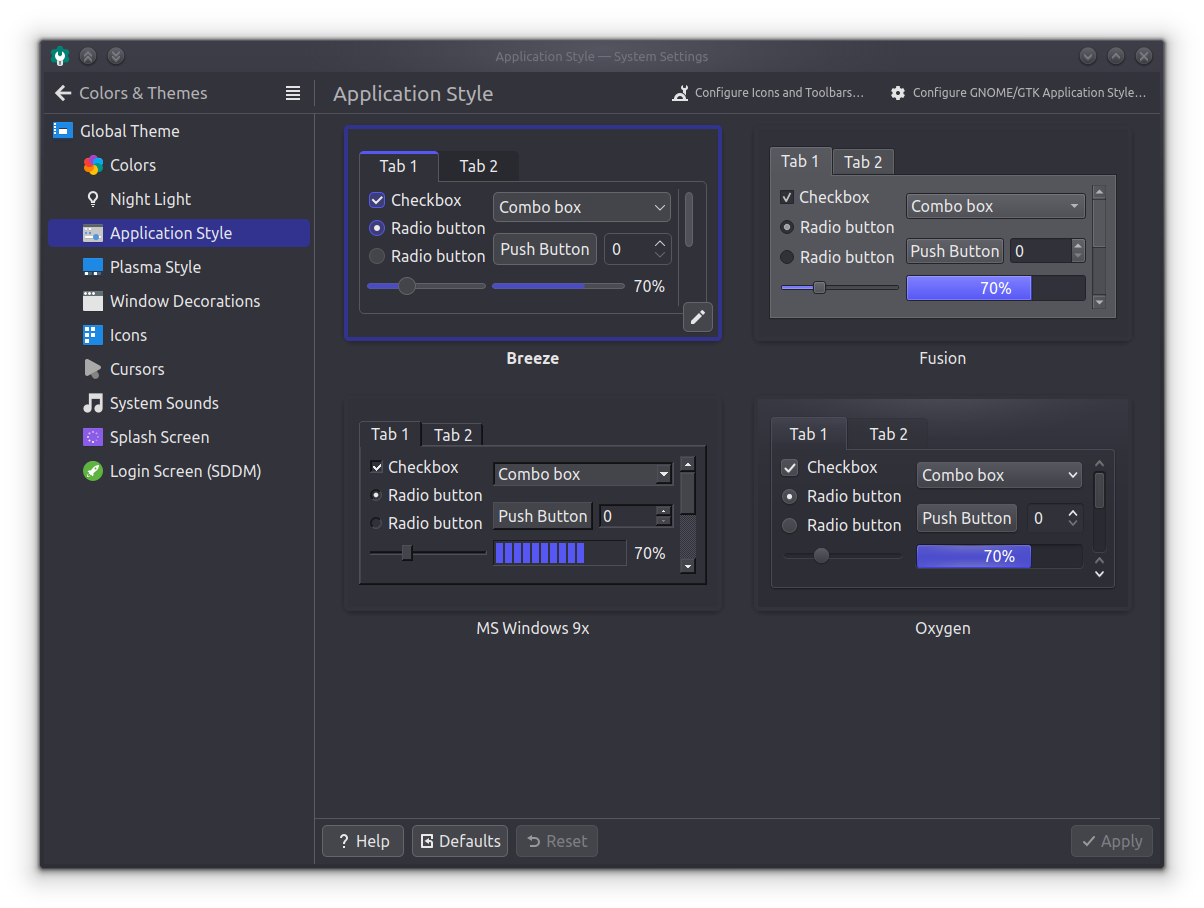 Application Style — System Settings
Colors & Themes
Application Style
Configure Icons and Toolbars...
Configure GNOME/GTK Application Style...
Global Theme
Colors
Night Light
Application Style
Plasma Style
Window Decorations
Icons
Cursors
System Sounds
Splash Screen
Login Screen (SDDM)
Tab 1 Tab 2
Checkbox Combo box
Radio button
Push Button 0
Radio button
70%
Breeze
Tab 1 Tab 2
Checkbox Combo box
Radio button
Push Button 0
Radio button
70%
Fusion
Tab 1 Tab 2
Checkbox Combo box
Radio button
Push Button 0
Radio button
70%
MS Windows 9x
Tab 1 Tab 2
Checkbox Combo box
Radio button
Push Button 0
Radio button
70%
Oxygen
? Help Defaults Reset Apply